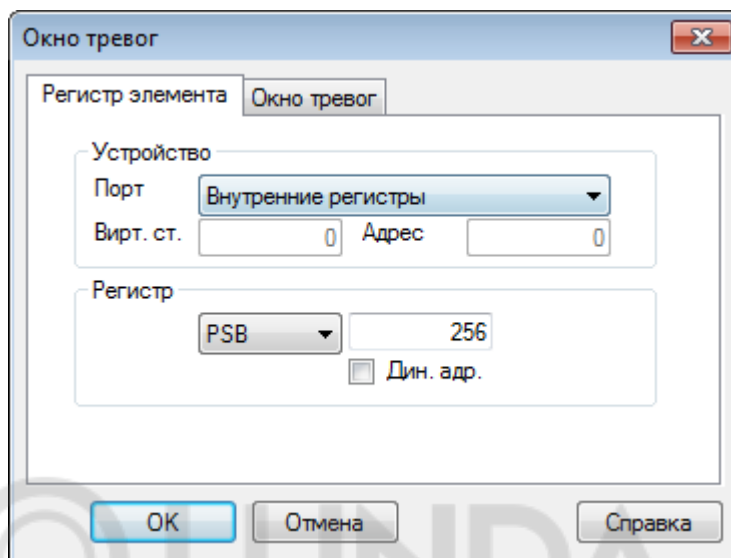 Окно тревог
Регистр элемента Окно тревог
Устройство
Порт Внутренние регистры
Вирт. ст. 0 Адрес 0
Регистр
PSB 256
Дин. адр.
OK Отмена Справка
LUNDA